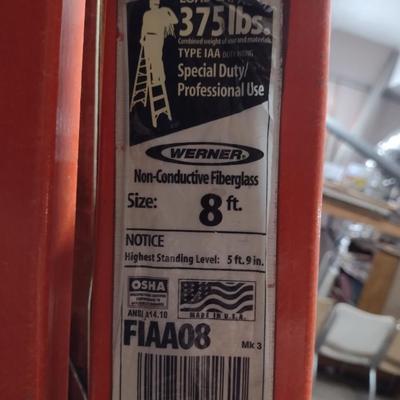 375 lbs.
Combined weight of user and materials.
TYPE IAA DUTY RATING
Special Duty/
Professional Use
WERNER
Non-Conductive Fiberglass
Size: 8 ft.
NOTICE
Highest Standing Level: 5 ft. 9 in.
OSHA
MADE IN U.S.A.
ANSI A14.10
FIAA08
Mk 3